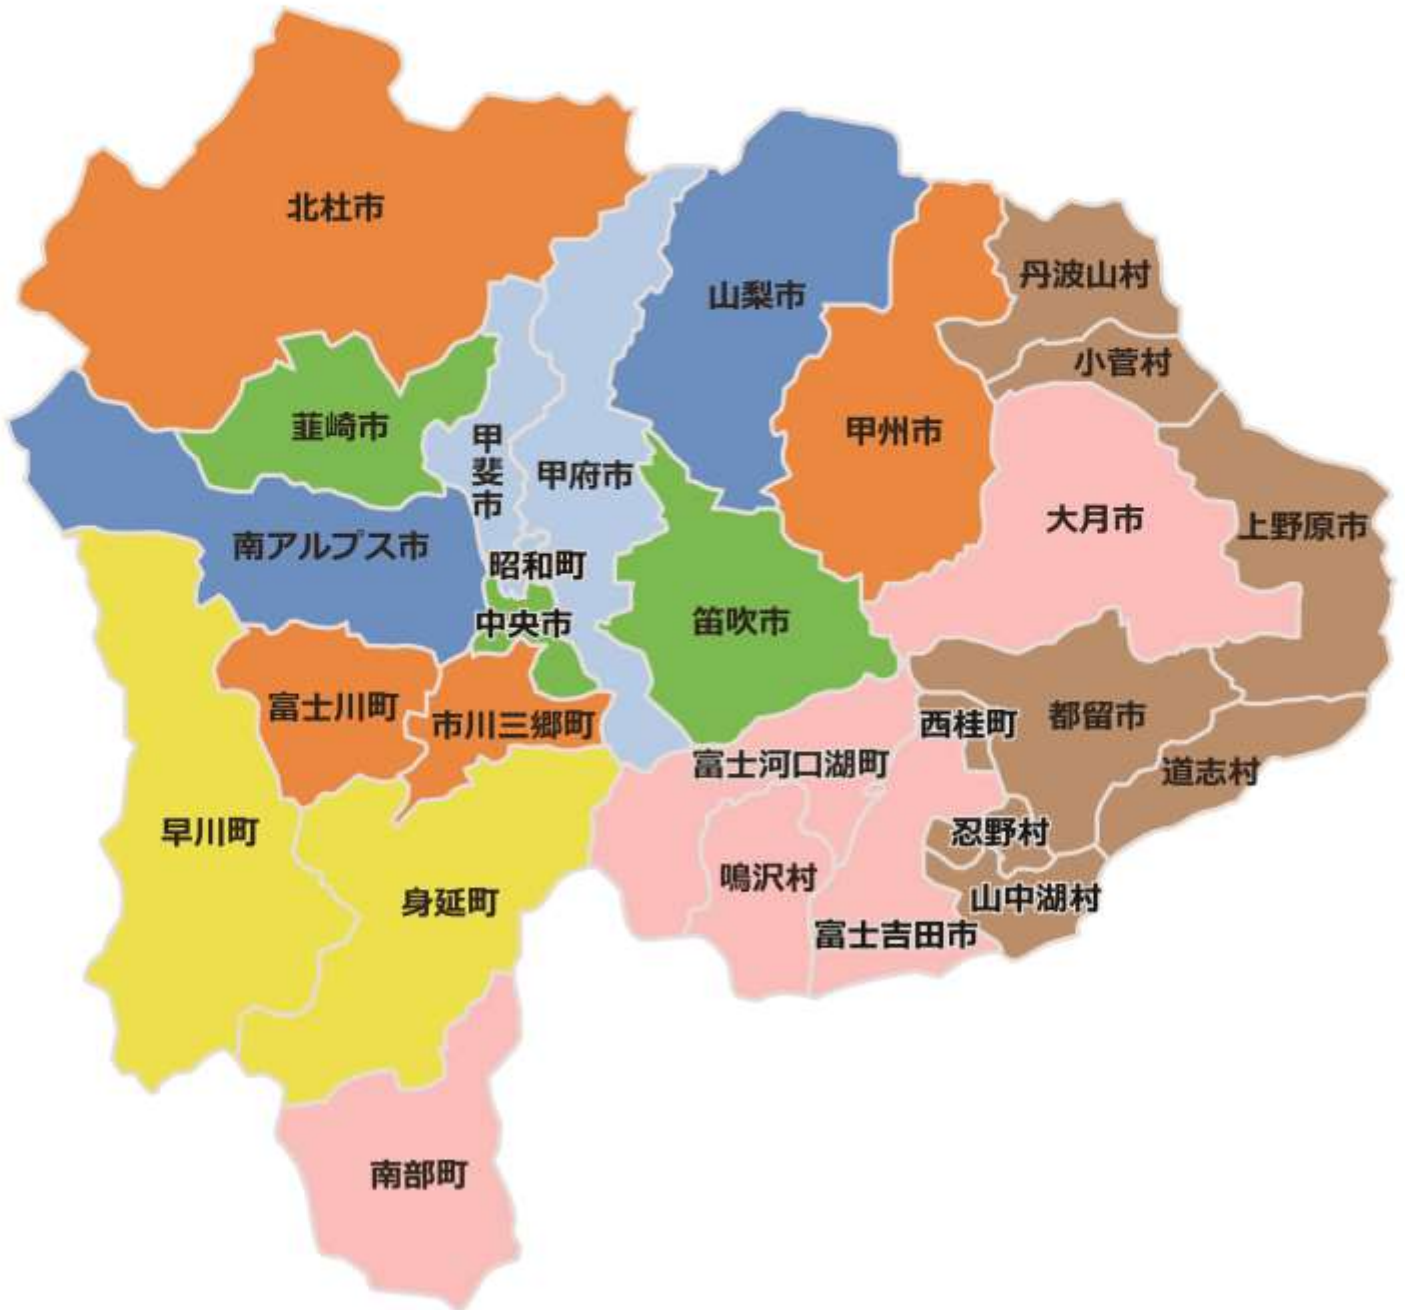 北杜市
丹波山村
山梨市
小菅村
韮崎市
甲州市
甲斐市
甲府市
大月市
上野原市
南アルプス市
昭和町
中央市
笛吹市
富士川町
市川三郷町
西桂町
都留市
富士河口湖町
道志村
早川町
忍野村
鳴沢村
身延町
山中湖村
富士吉田市
南部町